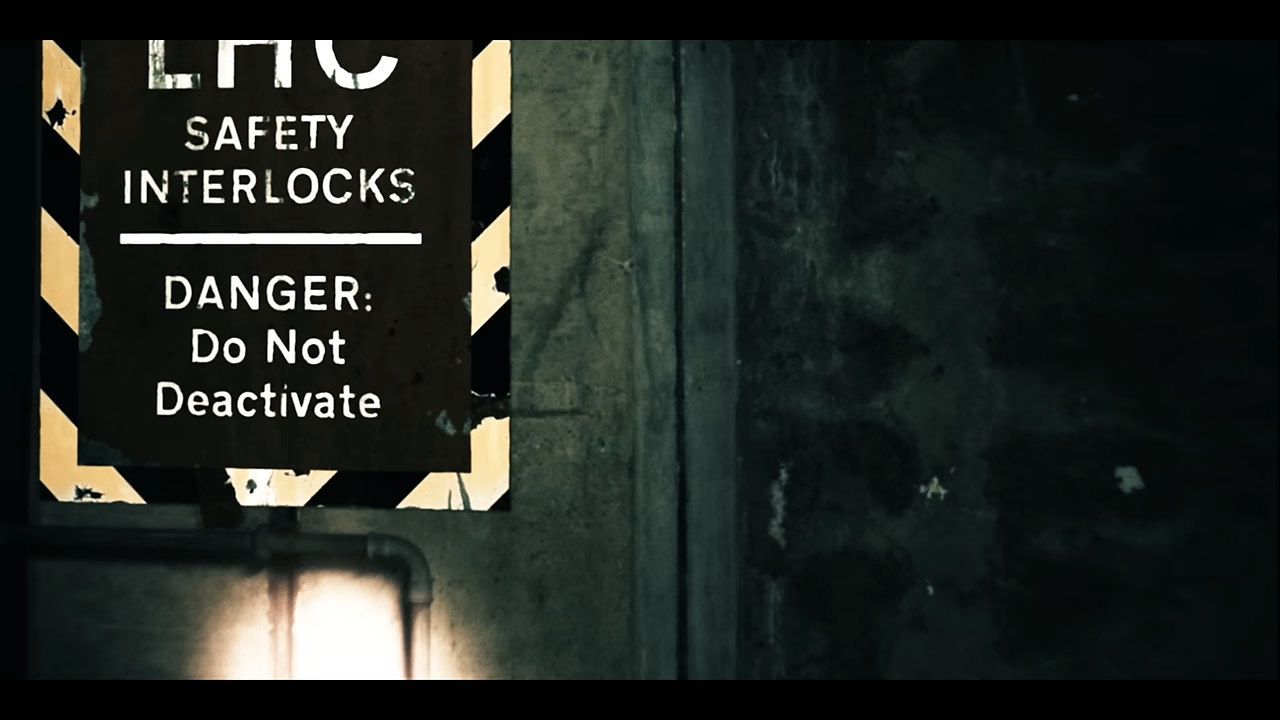 LHC
SAFETY
INTERLOCKS
DANGER:
Do Not
Deactivate